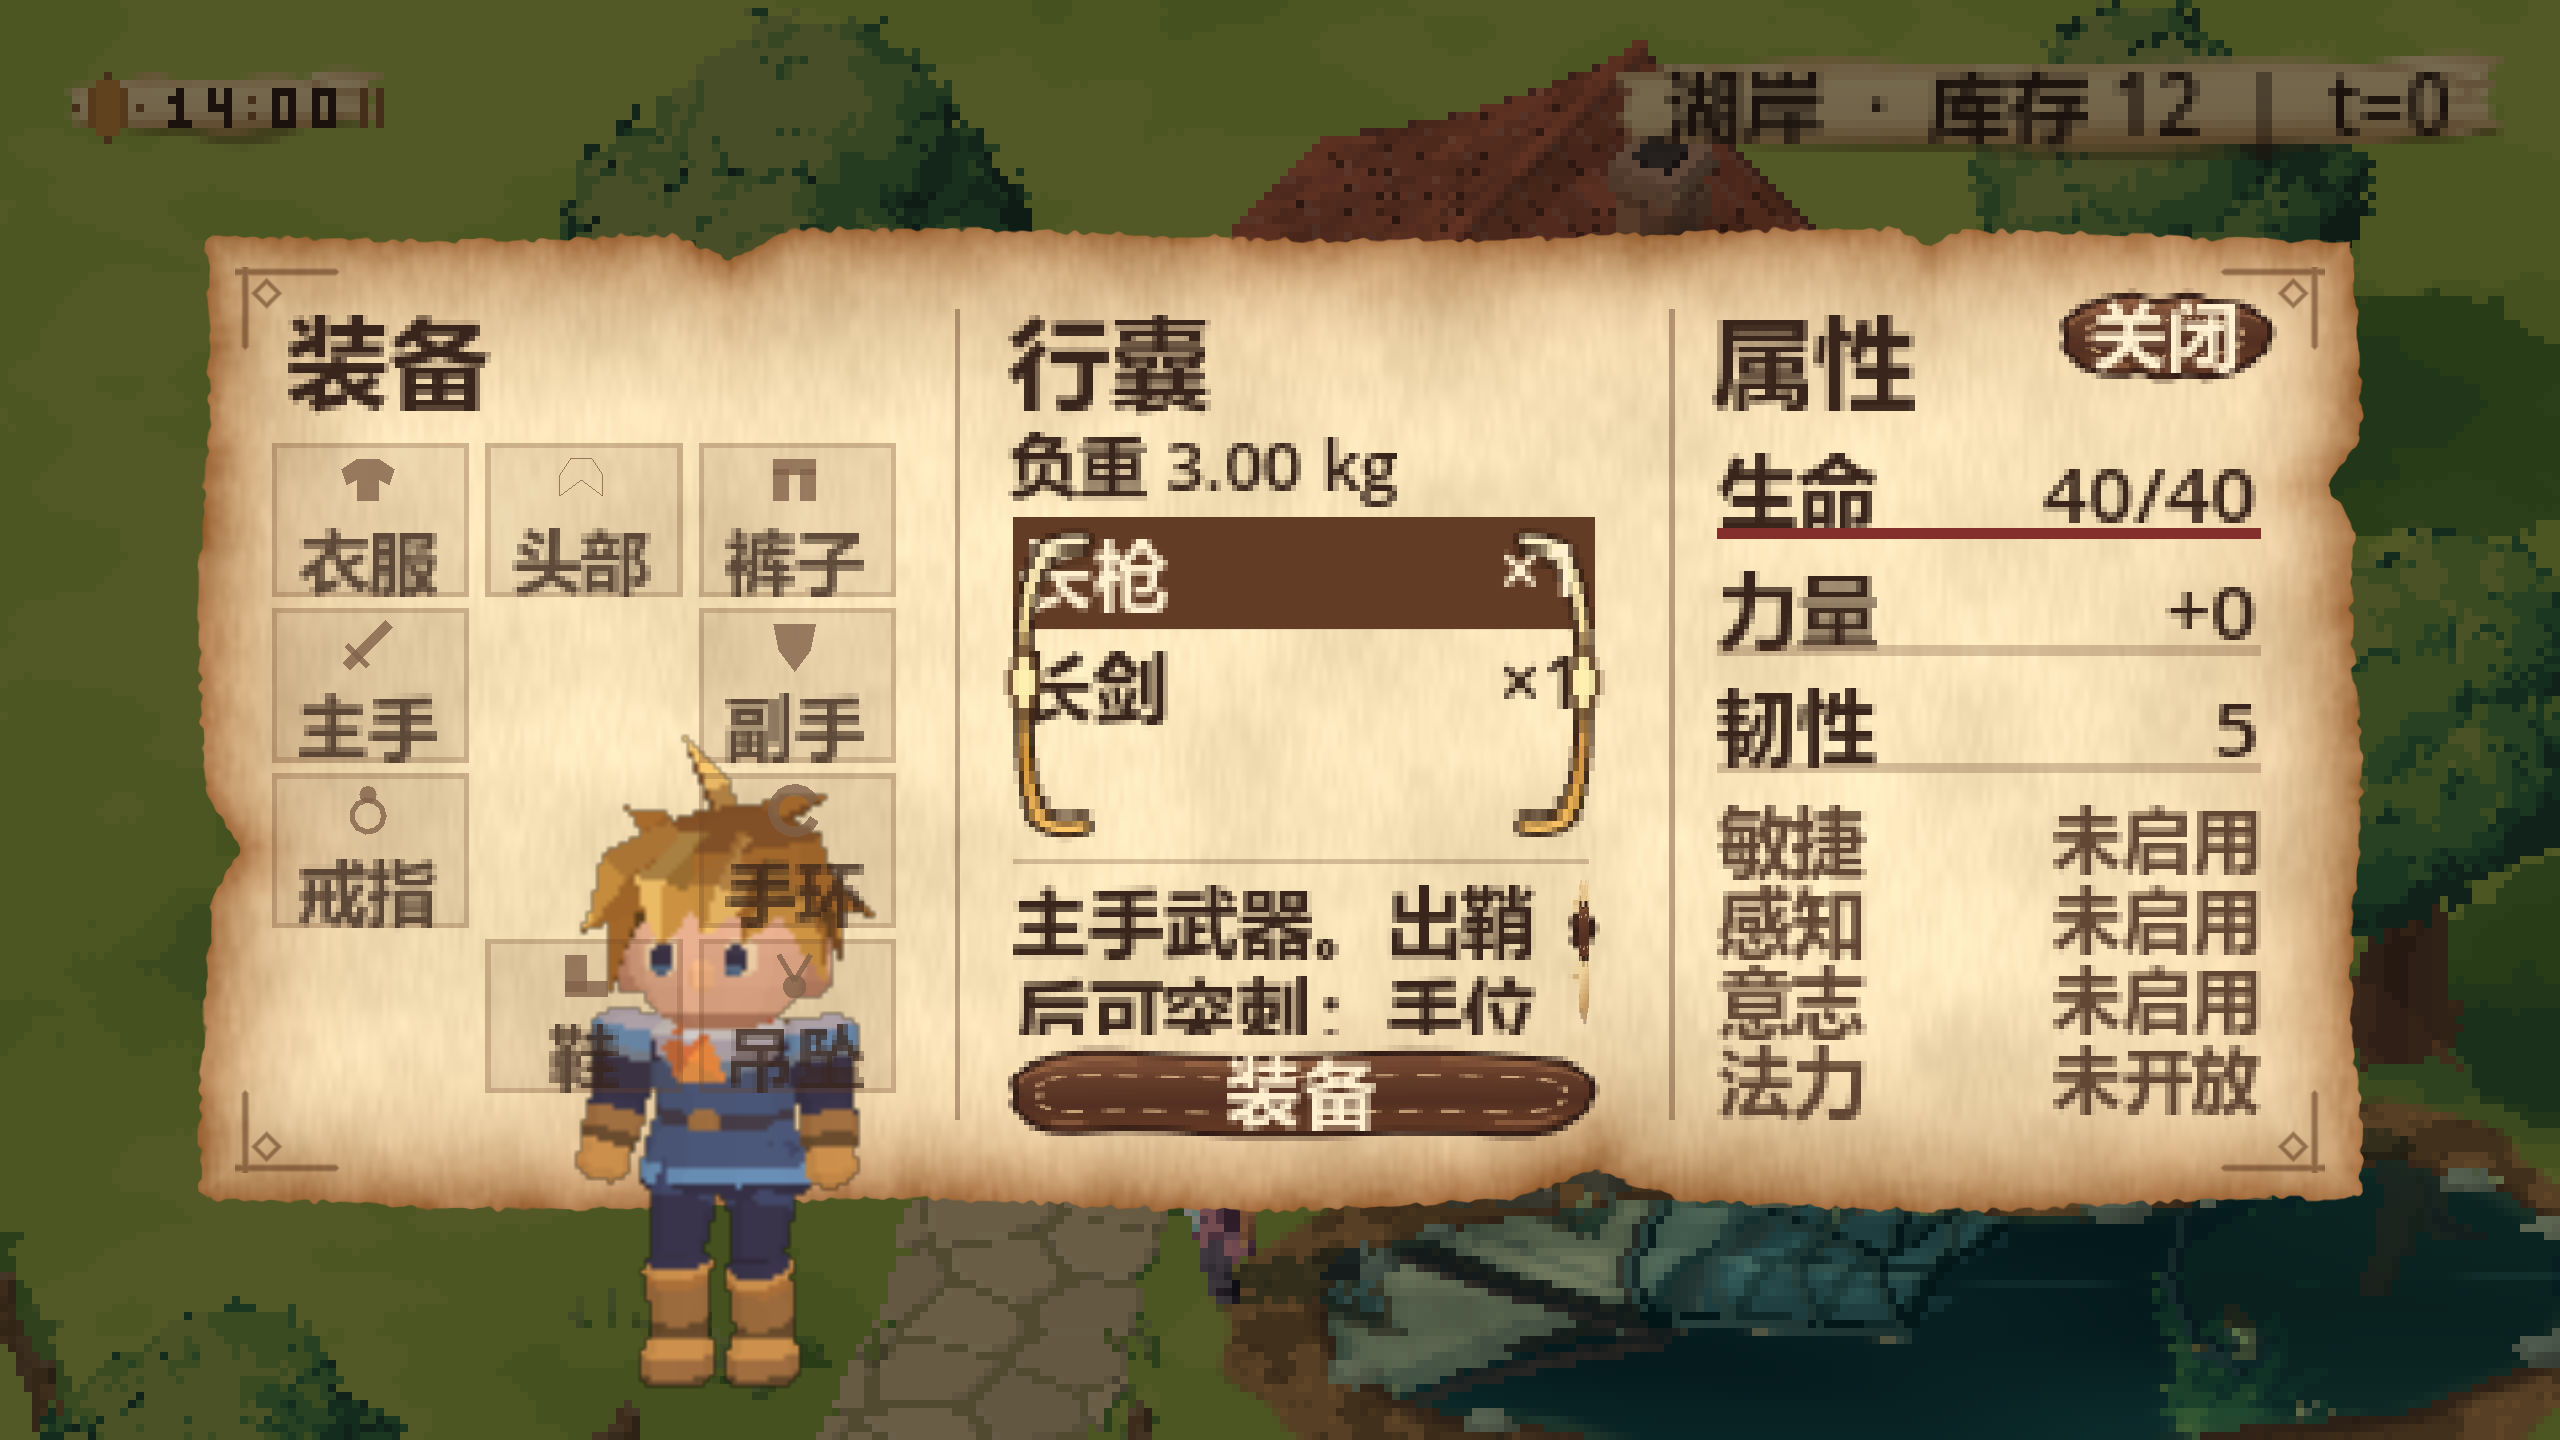 14:00
湖岸 · 库存 12 | t=0
装备
衣服
头部
裤子
主手
副手
戒指
手环
鞋
吊坠
行囊
负重 3.00 kg
长枪 ×1
长剑 ×1
主手武器。出鞘
后可突刺：手位
装备
属性
关闭
生命 40/40
力量 +0
韧性 5
敏捷 未启用
感知 未启用
意志 未启用
法力 未开放